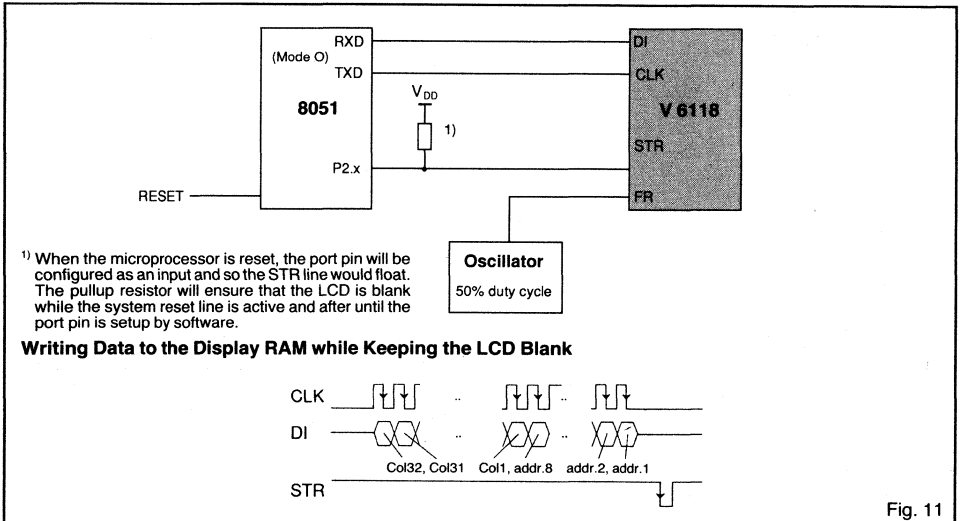 RXD
DI
(Mode O)
TXD
CLK
V_DD
8051
V 6118
1)
STR
P2.x
RESET
FR
Oscillator
50% duty cycle
1) When the microprocessor is reset, the port pin will be
configured as an input and so the STR line would float.
The pullup resistor will ensure that the LCD is blank
while the system reset line is active and after until the
port pin is setup by software.
Writing Data to the Display RAM while Keeping the LCD Blank
CLK
.. ..
DI
.. ..
Col32, Col31 Col1, addr.8 addr.2, addr.1
STR
Fig. 11